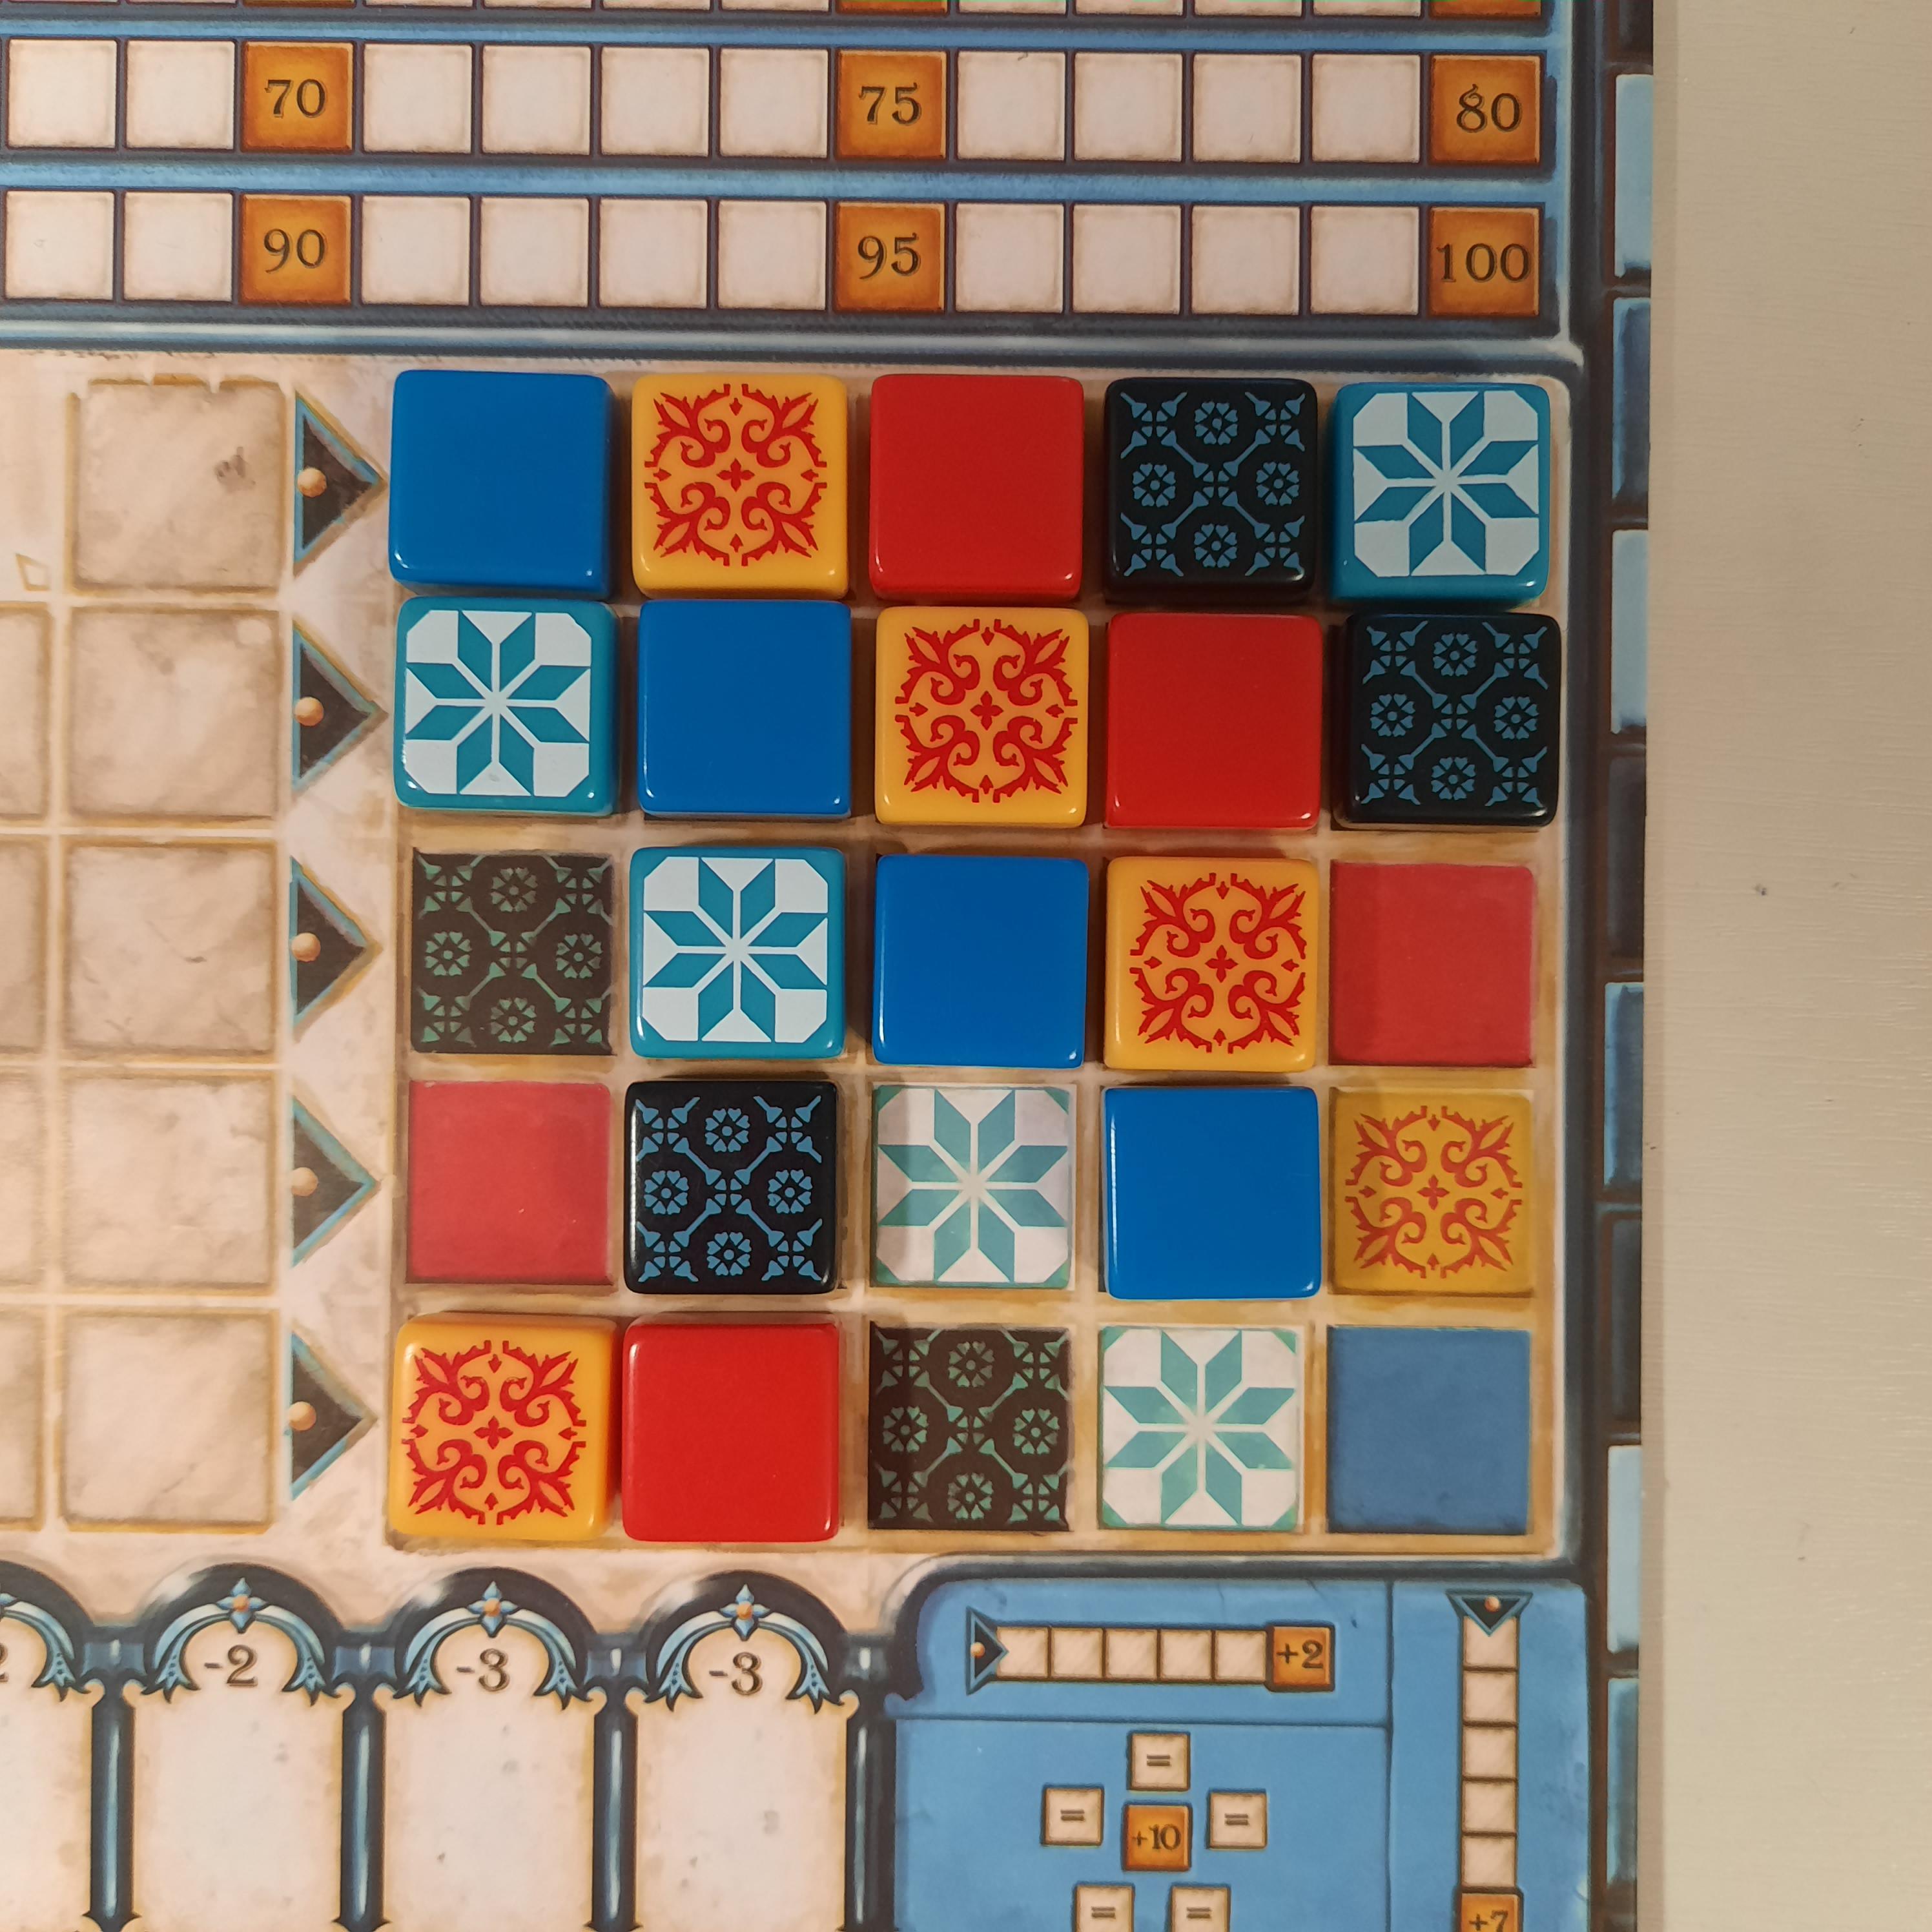 70 75 80
90 95 100
-2 -3 -3
+2
=
= +10 =
= =
+7